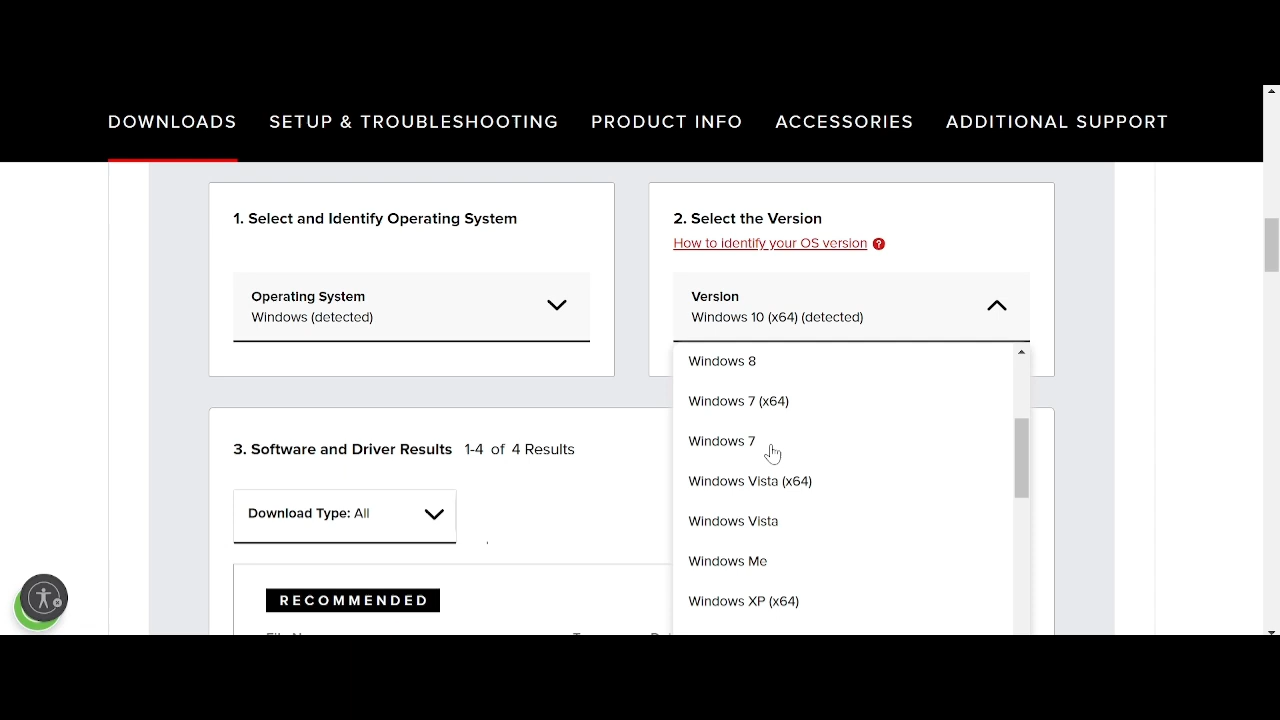 DOWNLOADS SETUP & TROUBLESHOOTING PRODUCT INFO ACCESSORIES ADDITIONAL SUPPORT
1. Select and Identify Operating System
Operating System
Windows (detected)
2. Select the Version
How to identify your OS version ?
Version
Windows 10 (x64) (detected)
Windows 8
Windows 7 (x64)
Windows 7
Windows Vista (x64)
Windows Vista
Windows Me
Windows XP (x64)
3. Software and Driver Results 1-4 of 4 Results
Download Type: All
RECOMMENDED